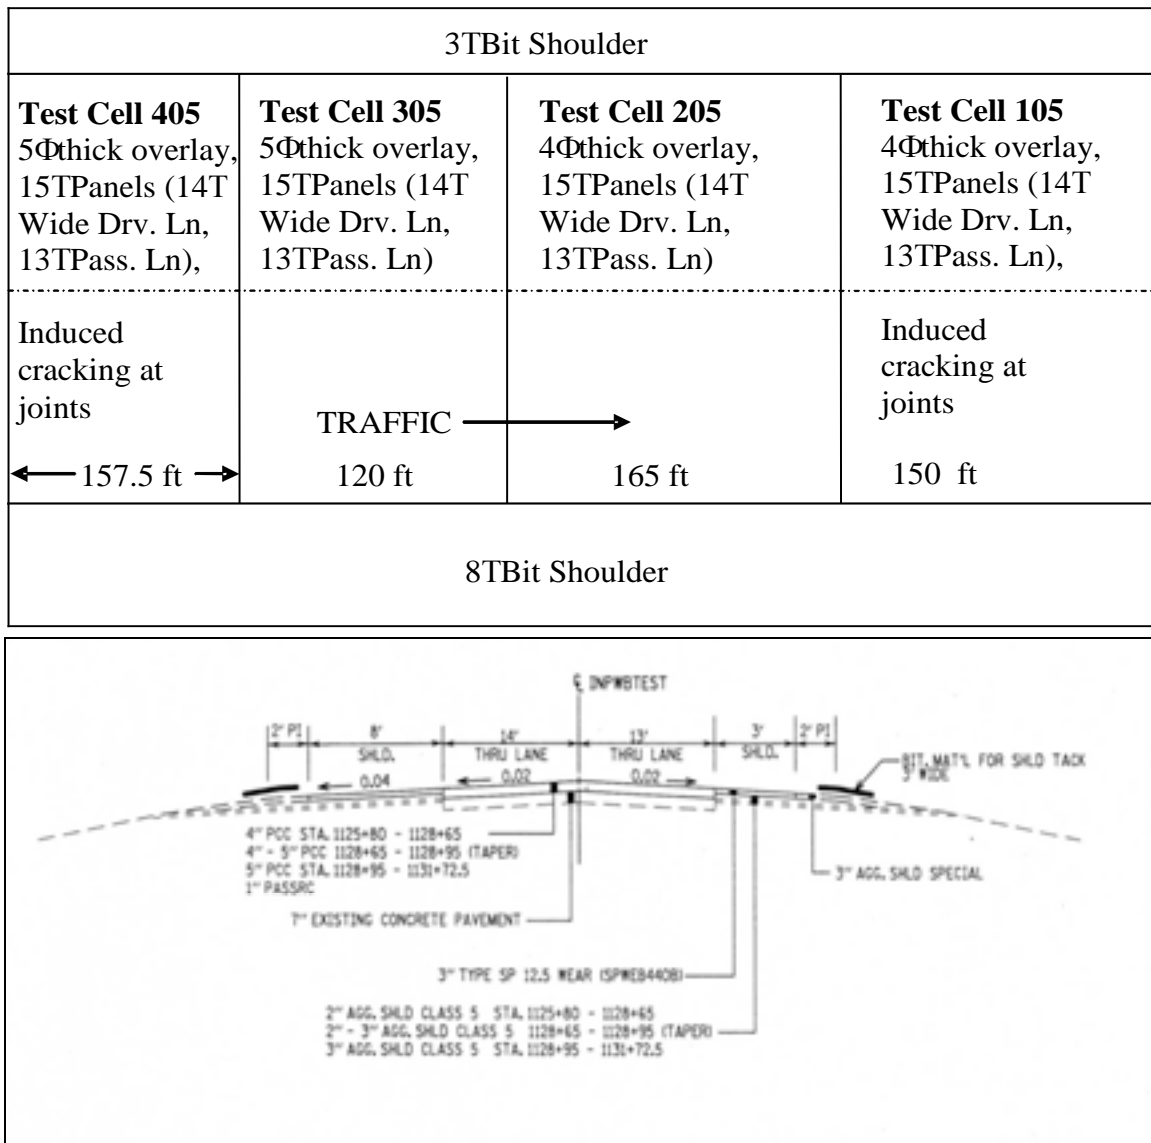 3TBit Shoulder
Test Cell 405
5Φthick overlay,
15TPanels (14T
Wide Drv. Ln,
13TPass. Ln),
Induced
cracking at
joints
157.5 ft
Test Cell 305
5Φthick overlay,
15TPanels (14T
Wide Drv. Ln,
13TPass. Ln)
TRAFFIC
120 ft
Test Cell 205
4Φthick overlay,
15TPanels (14T
Wide Drv. Ln,
13TPass. Ln)
165 ft
Test Cell 105
4Φthick overlay,
15TPanels (14T
Wide Drv. Ln,
13TPass. Ln),
Induced
cracking at
joints
150 ft
8TBit Shoulder
℄ INPWBTEST
2' PI
8'
SHLD.
14'
THRU LANE
13'
THRU LANE
3'
SHLD.
2' PI
0.04
0.02
0.02
BIT. MAT'L FOR SHLD TACK
3' WIDE
4" PCC STA. 1125+80 - 1128+65
4" - 5" PCC 1128+65 - 1128+95 (TAPER)
5" PCC STA. 1128+95 - 1131+72.5
1" PASSRC
3" AGG. SHLD SPECIAL
7" EXISTING CONCRETE PAVEMENT
3" TYPE SP 12.5 WEAR (SPWEB440B)
2" AGG. SHLD CLASS 5 STA. 1125+80 - 1128+65
2" - 3" AGG. SHLD CLASS 5 1128+65 - 1128+95 (TAPER)
3" AGG. SHLD CLASS 5 STA. 1128+95 - 1131+72.5